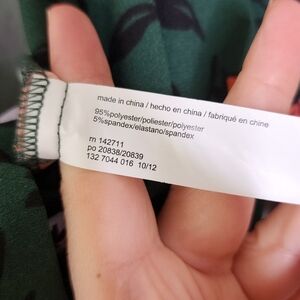 made in china / hecho en china / fabriqué en chine
95%polyester/poliester/polyester
5%spandex/elastano/spandex
rn 142711
po 20838/20839
132 7044 016 10/12